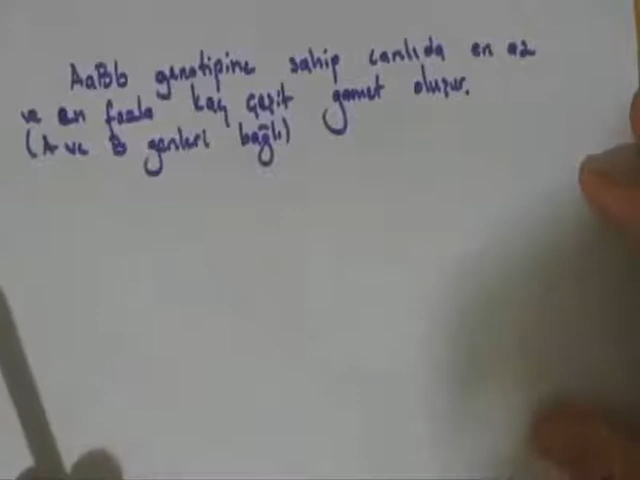 AaBb genotipine sahip canlıda en az
ve en fazla kaç çeşit gamet oluşur.
(A ve B genleri bağlı)